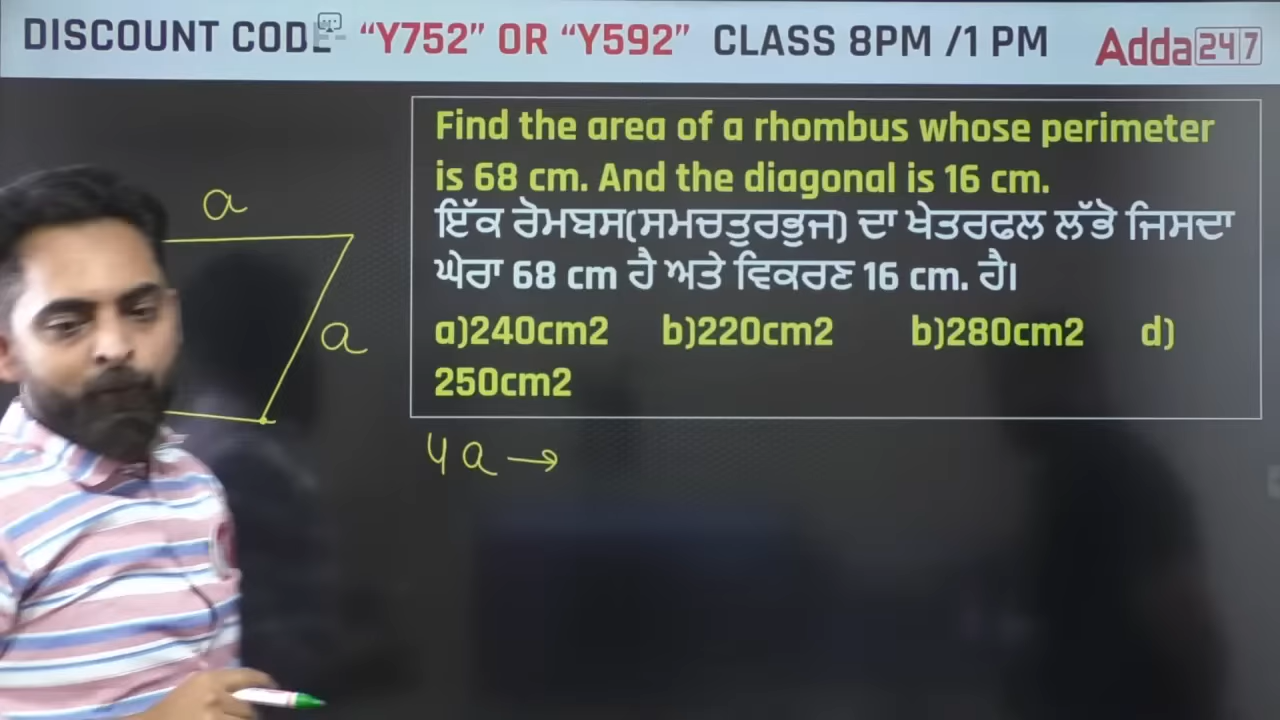 DISCOUNT CODE “Y752” OR “Y592” CLASS 8PM /1 PM
Adda247
Find the area of a rhombus whose perimeter
is 68 cm. And the diagonal is 16 cm.
ਇੱਕ ਰੋਮਬਸ(ਸਮਚਤੁਰਭੁਜ) ਦਾ ਖੇਤਰਫਲ ਲੱਭੋ ਜਿਸਦਾ
ਘੇਰਾ 68 cm ਹੈ ਅਤੇ ਵਿਕਰਣ 16 cm. ਹੈ।
a)240cm2 b)220cm2 b)280cm2 d)
250cm2
a
a
4a →